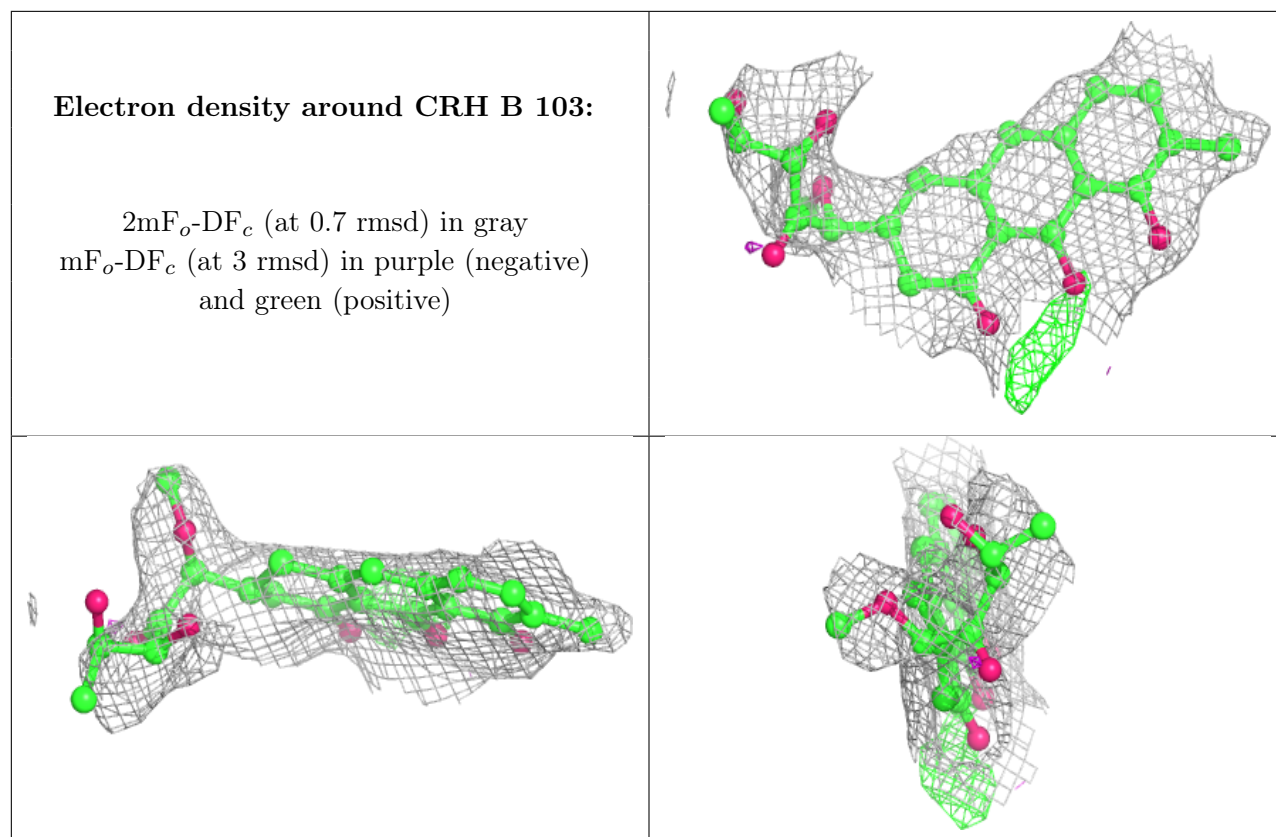 Electron density around CRH B 103:
2mFo-DFc (at 0.7 rmsd) in gray
mFo-DFc (at 3 rmsd) in purple (negative)
and green (positive)